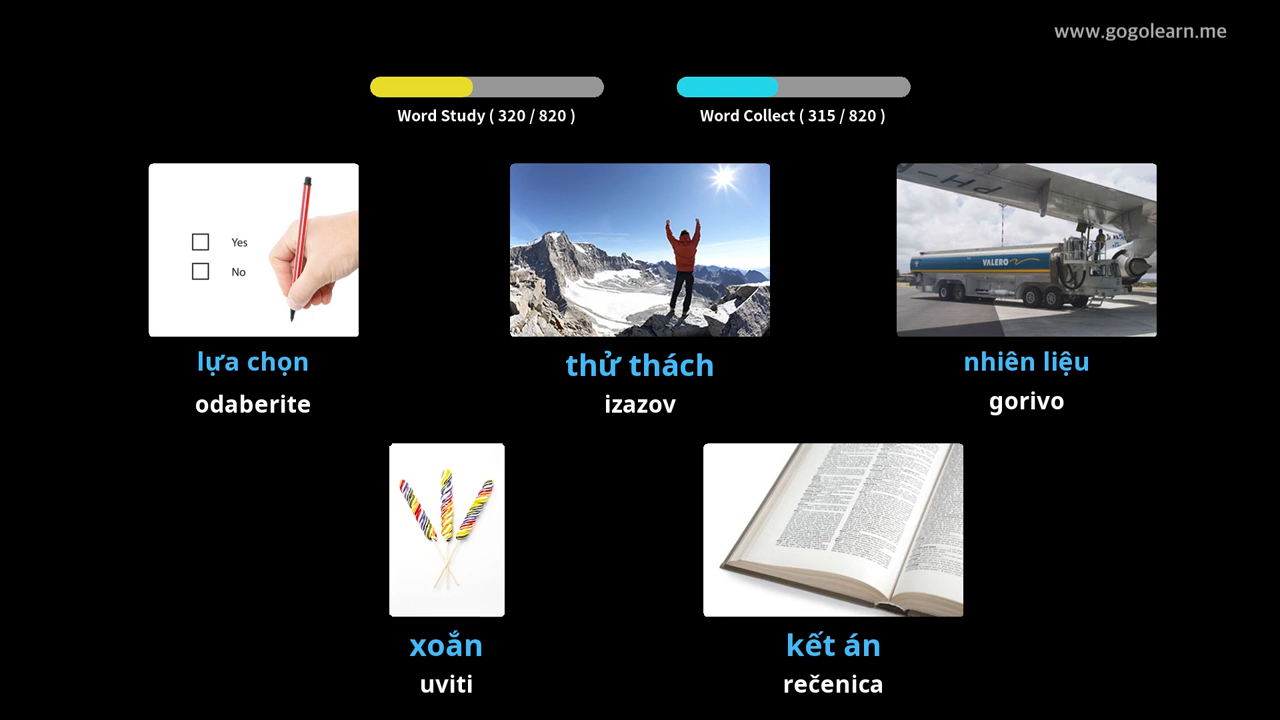 www.gogolearn.me
Word Study ( 320 / 820 )
Word Collect ( 315 / 820 )
Yes
No
PH-
VALERO
lựa chọn
thử thách
nhiên liệu
odaberite
izazov
gorivo
xoắn
kết án
uviti
rečenica